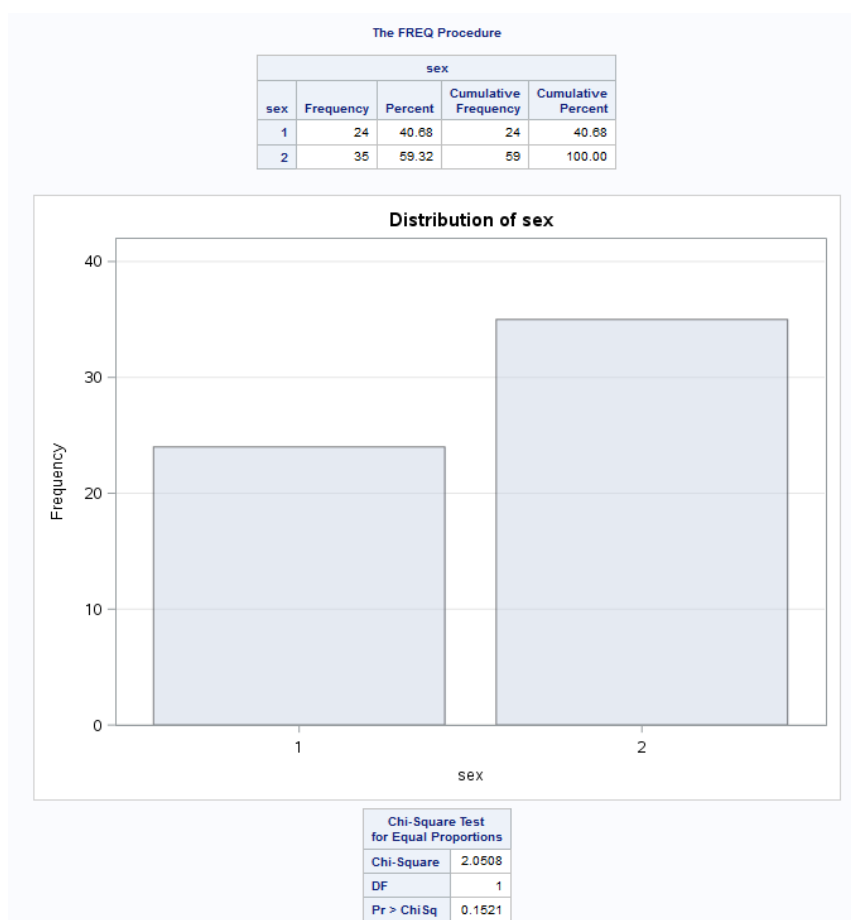 The FREQ Procedure
sex
sex Frequency Percent Cumulative Frequency Cumulative Percent
1 24 40.68 24 40.68
2 35 59.32 59 100.00
Distribution of sex
40
30
20
10
0
Frequency
1 2
sex
Chi-Square Test
for Equal Proportions
Chi-Square 2.0508
DF 1
Pr > ChiSq 0.1521